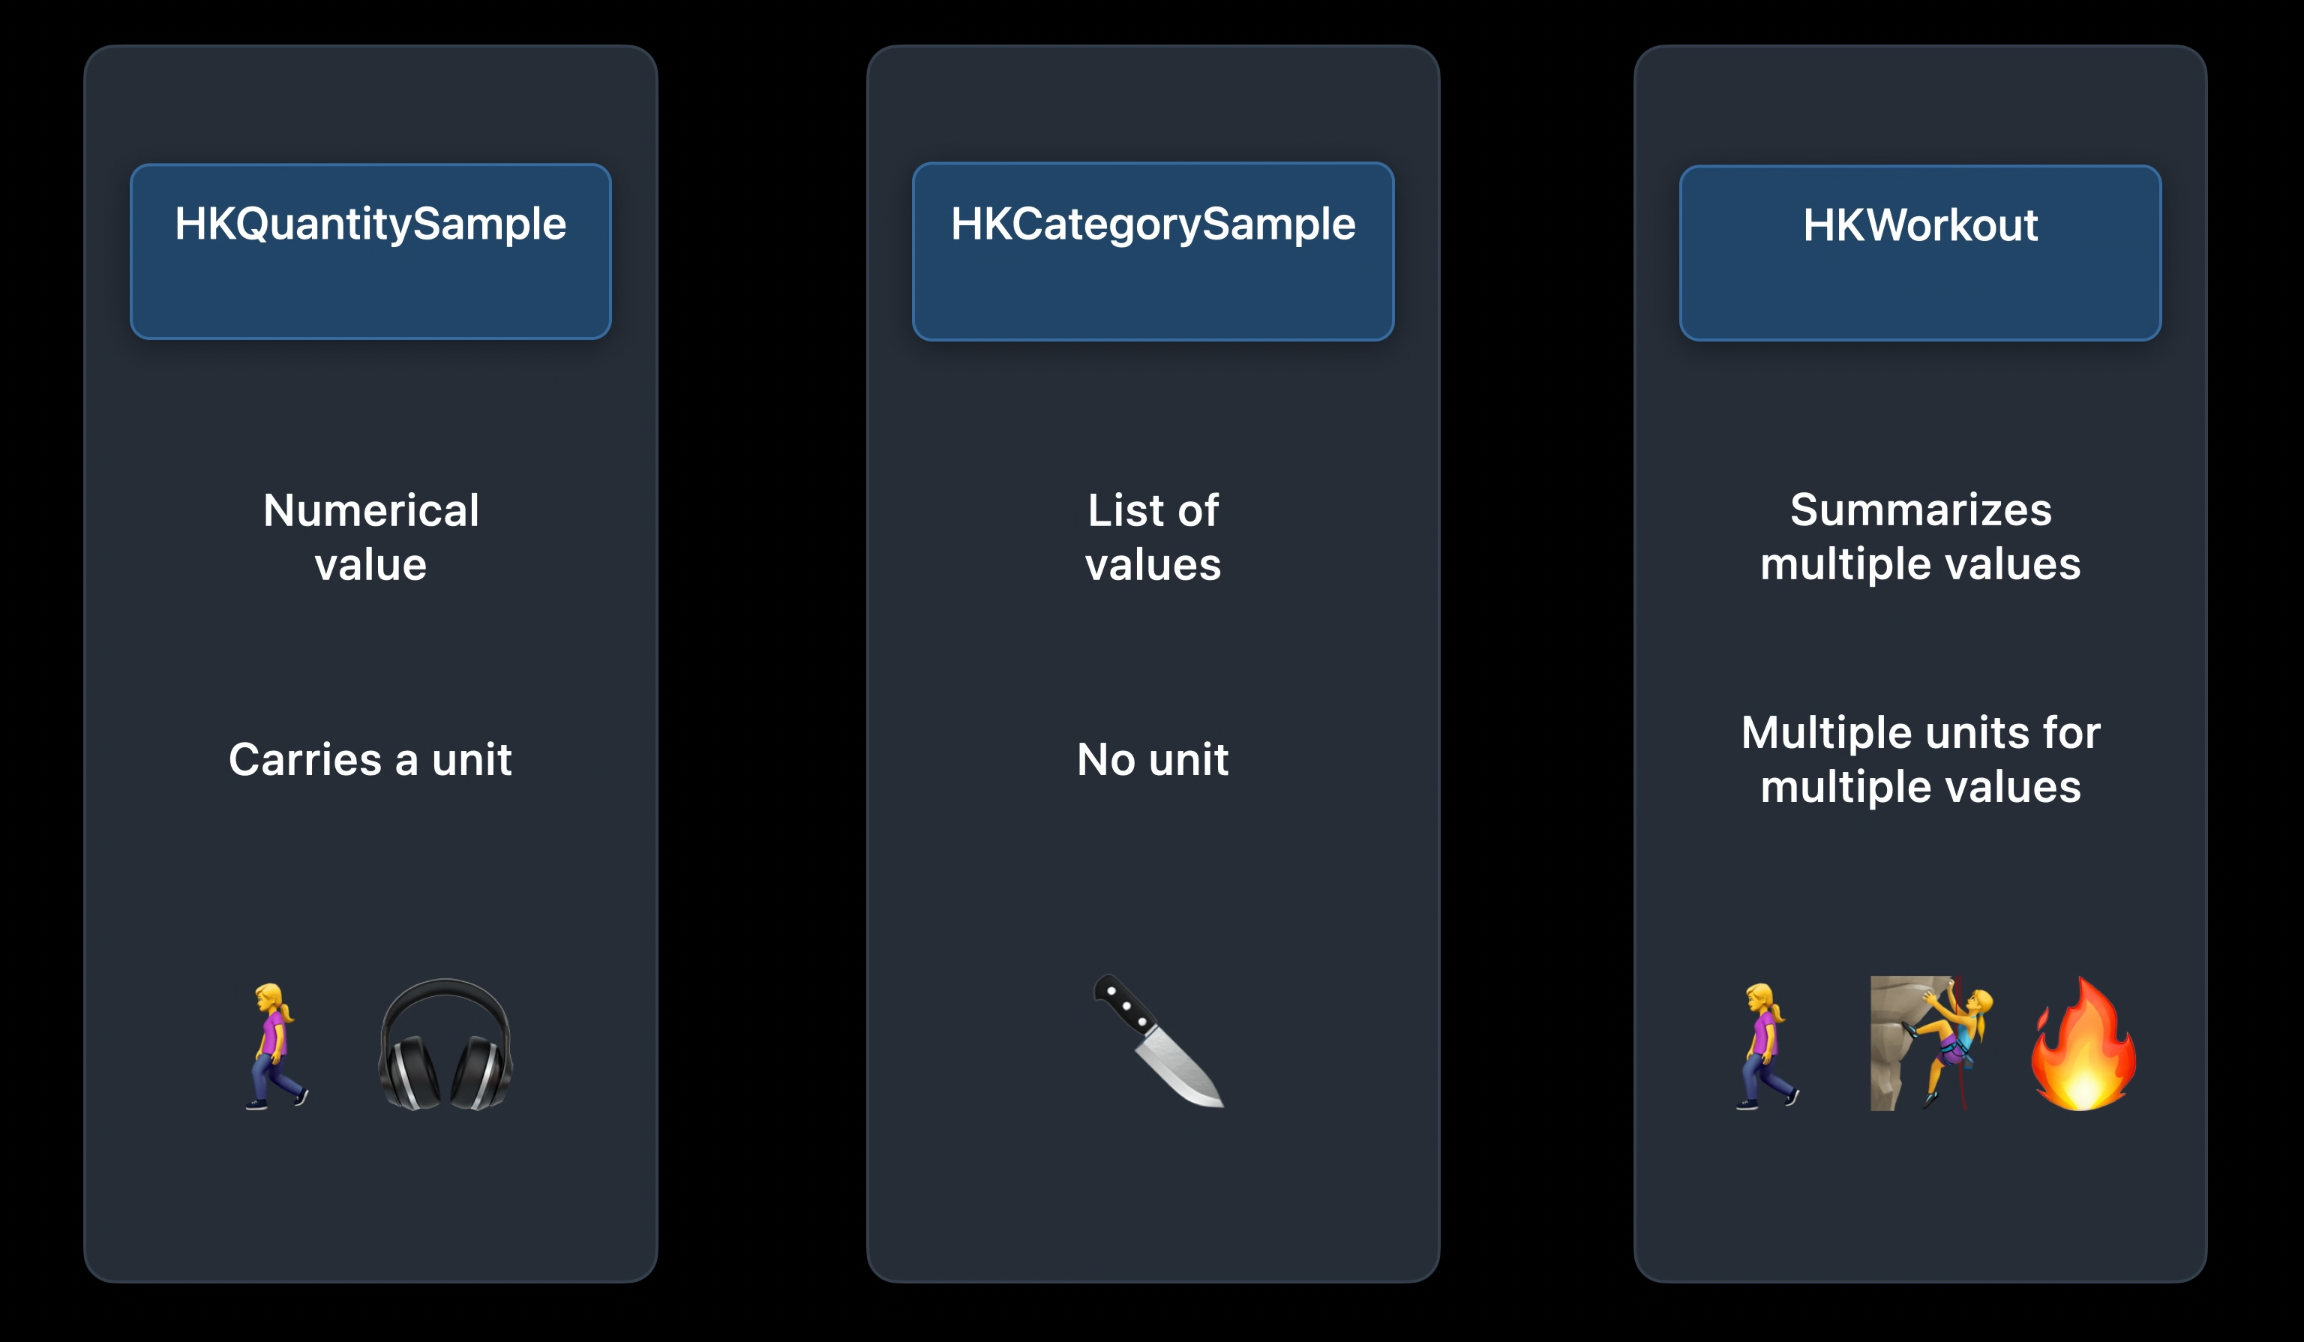 HKQuantitySample
Numerical
value
Carries a unit
HKCategorySample
List of
values
No unit
HKWorkout
Summarizes
multiple values
Multiple units for
multiple values